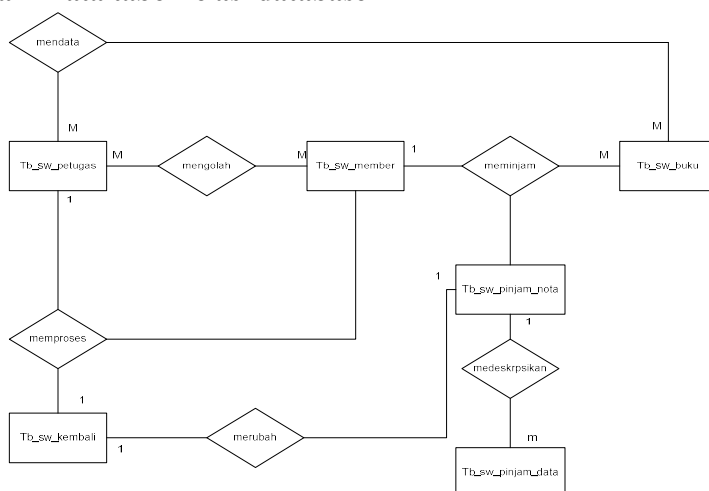 mendata
M
M
Tb_sw_petugas
M
mengolah
M
Tb_sw_member
1
meminjam
M
Tb_sw_buku
1
1
Tb_sw_pinjam_nota
1
memproses
medeskrpsikan
1
Tb_sw_kembali
1
merubah
m
Tb_sw_pinjam_data